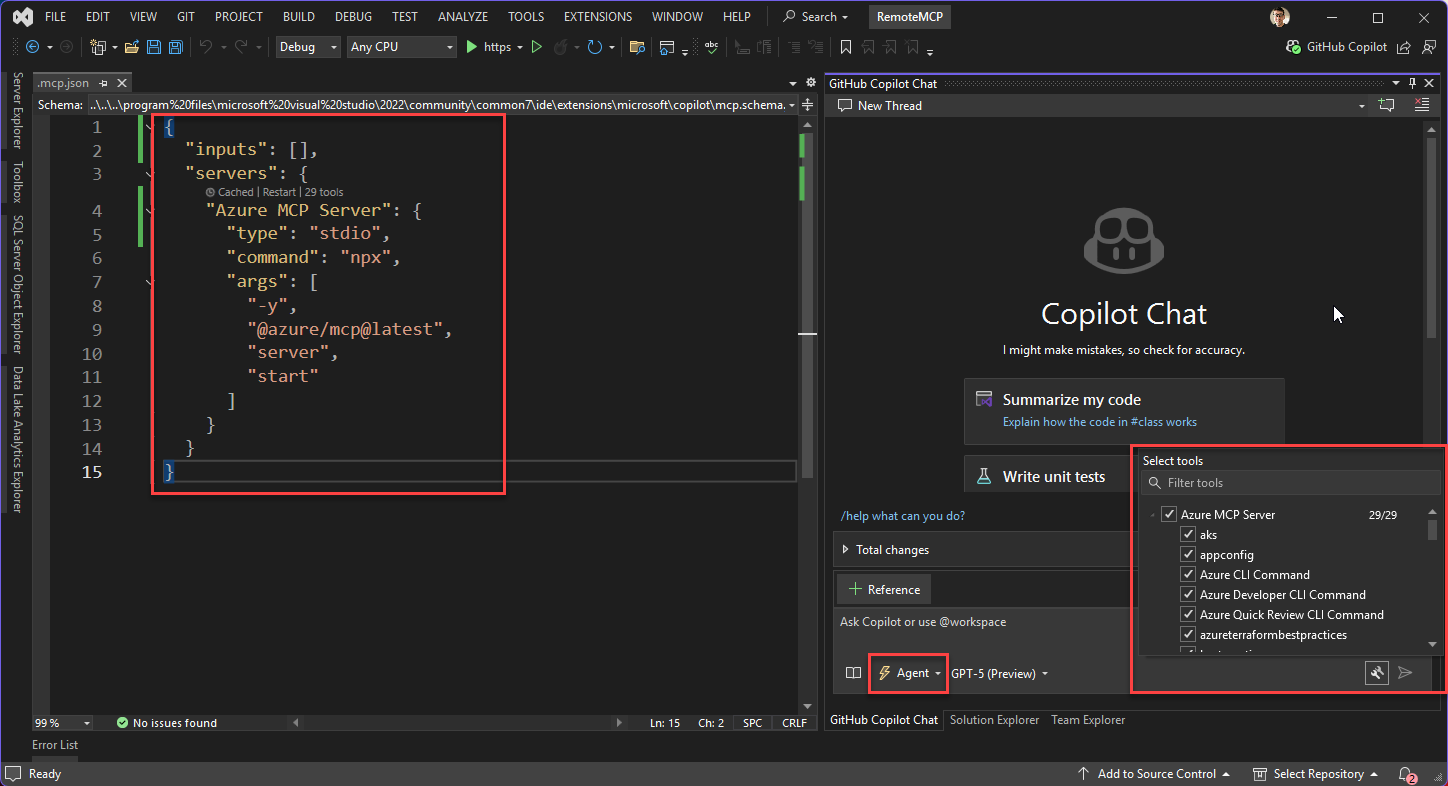 FILE EDIT VIEW GIT PROJECT BUILD DEBUG TEST ANALYZE TOOLS EXTENSIONS WINDOW HELP Search RemoteMCP
Debug Any CPU https abc GitHub Copilot
Server Explorer
Toolbox
SQL Server Object Explorer
Data Lake Analytics Explorer
.mcp.json
Schema: ..\..\..\program%20files\microsoft%20visual%20studio\2022\community\common7\ide\extensions\microsoft\copilot\mcp.schema.
1 {
2 "inputs": [],
3 "servers": {
Cached | Restart | 29 tools
4 "Azure MCP Server": {
5 "type": "stdio",
6 "command": "npx",
7 "args": [
8 "-y",
9 "@azure/mcp@latest",
10 "server",
11 "start"
12 ]
13 }
14 }
15 }
99 % No issues found Ln: 15 Ch: 2 SPC CRLF
GitHub Copilot Chat
New Thread
Copilot Chat
I might make mistakes, so check for accuracy.
Summarize my code
Explain how the code in #class works
Write unit tests
/help what can you do?
Total changes
Reference
Ask Copilot or use @workspace
Agent GPT-5 (Preview)
Select tools
Filter tools
Azure MCP Server 29/29
aks
appconfig
Azure CLI Command
Azure Developer CLI Command
Azure Quick Review CLI Command
azureterraformbestpractices
GitHub Copilot Chat Solution Explorer Team Explorer
Error List
Ready Add to Source Control Select Repository 2